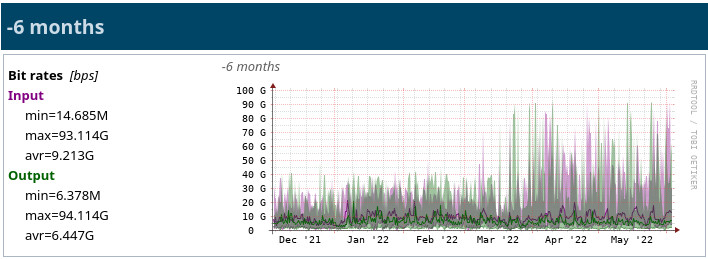 -6 months
-6 months
Bit rates [bps]
Input
min=14.685M
max=93.114G
avr=9.213G
Output
min=6.378M
max=94.114G
avr=6.447G
100 G
90 G
80 G
70 G
60 G
50 G
40 G
30 G
20 G
10 G
0
Dec '21 Jan '22 Feb '22 Mar '22 Apr '22 May '22
RRDTOOL / TOBI OETIKER